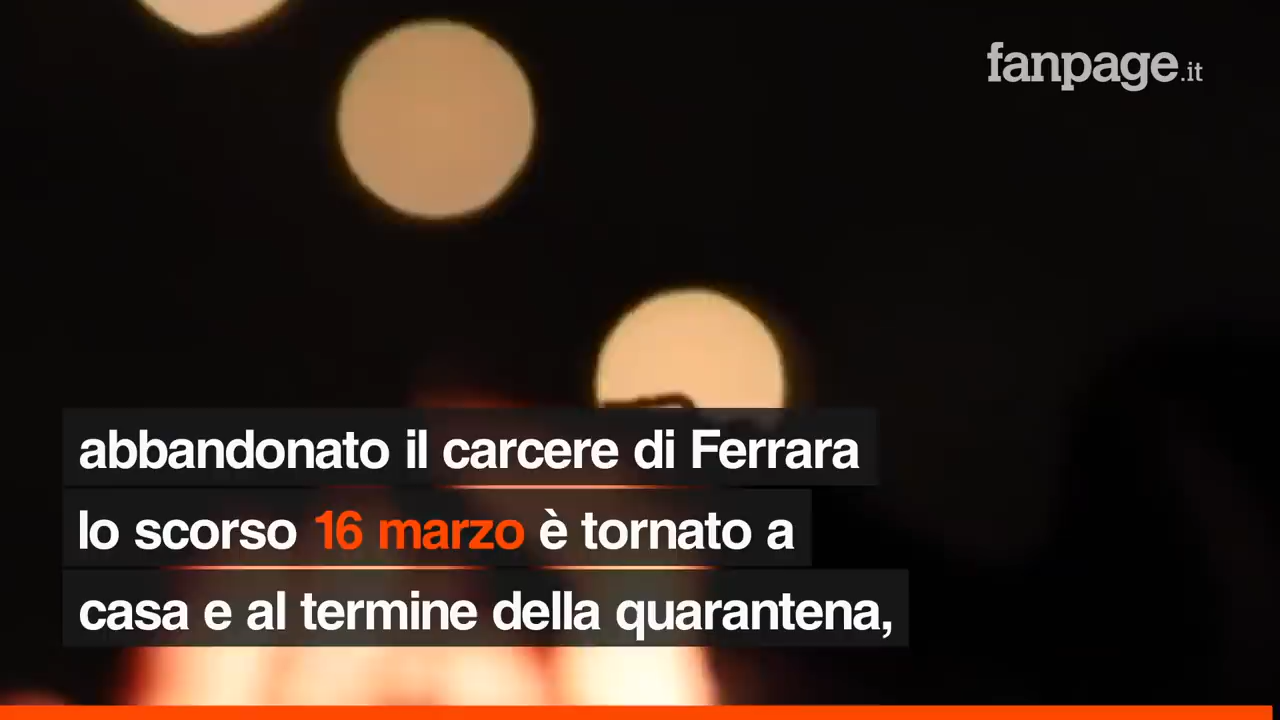 fanpage.it
abbandonato il carcere di Ferrara
lo scorso 16 marzo è tornato a
casa e al termine della quarantena,